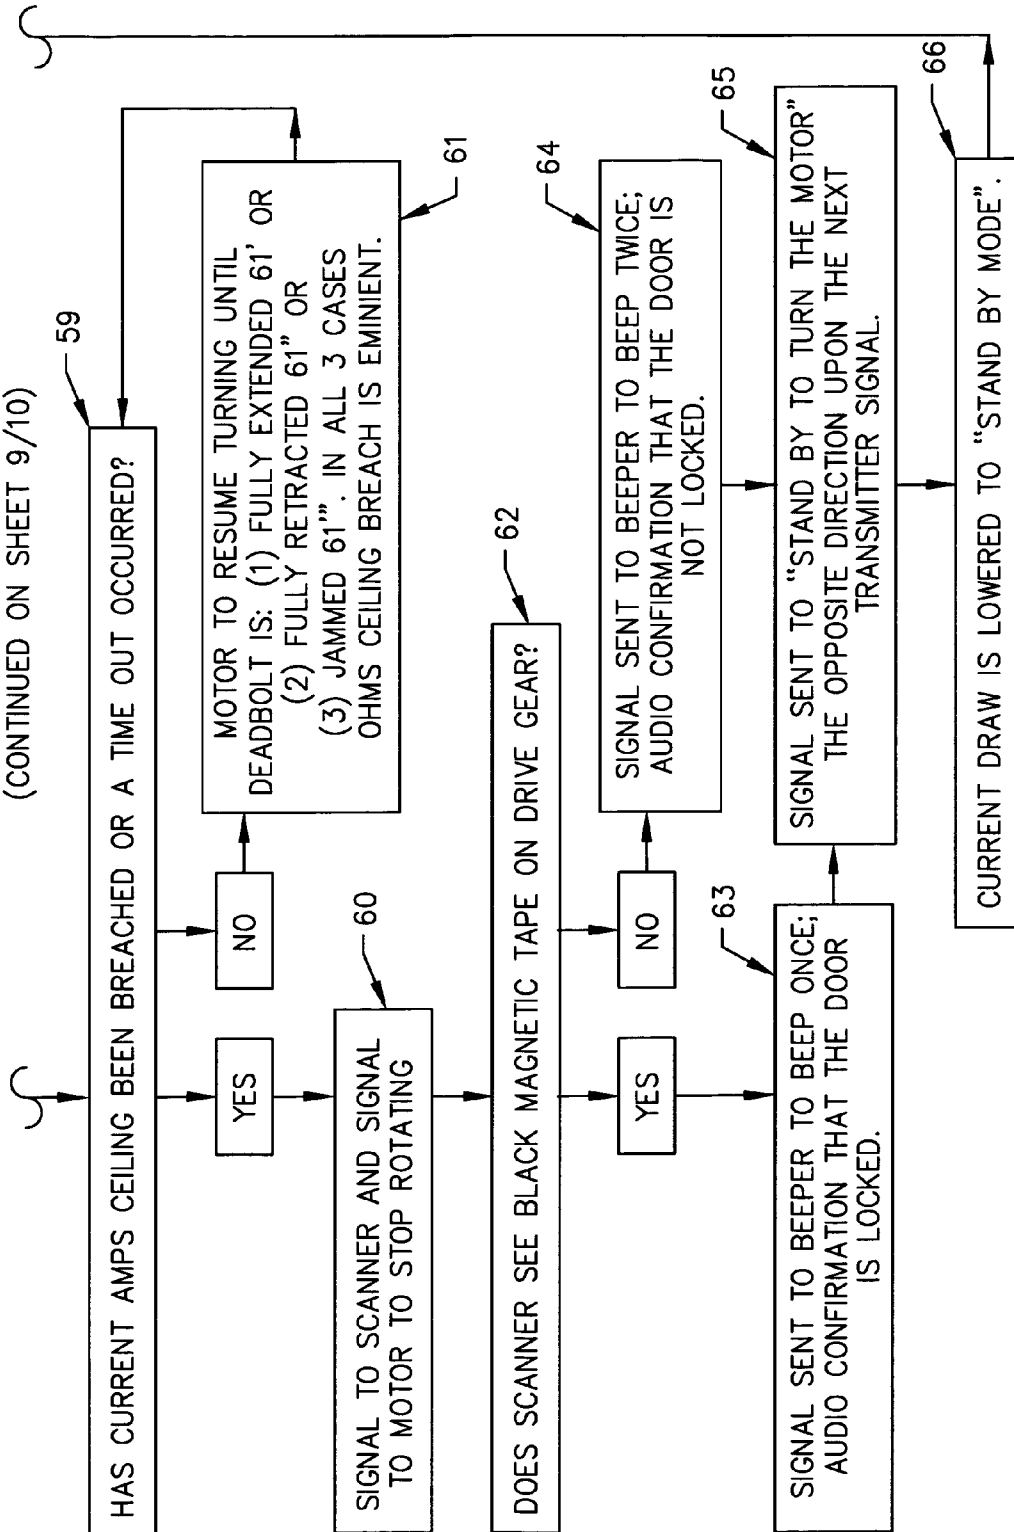 (CONTINUED ON SHEET 9/10)
HAS CURRENT AMPS CEILING BEEN BREACHED OR A TIME OUT OCCURRED?
59
YES
NO
MOTOR TO RESUME TURNING UNTIL
DEADBOLT IS: (1) FULLY EXTENDED 61' OR
(2) FULLY RETRACTED 61" OR
(3) JAMMED 61"'. IN ALL 3 CASES
OHMS CEILING BREACH IS EMINIENT.
61
SIGNAL TO SCANNER AND SIGNAL
TO MOTOR TO STOP ROTATING
60
DOES SCANNER SEE BLACK MAGNETIC TAPE ON DRIVE GEAR?
62
YES
NO
SIGNAL SENT TO BEEPER TO BEEP TWICE;
AUDIO CONFIRMATION THAT THE DOOR IS
NOT LOCKED.
64
SIGNAL SENT TO BEEPER TO BEEP ONCE;
AUDIO CONFIRMATION THAT THE DOOR
IS LOCKED.
63
SIGNAL SENT TO "STAND BY TO TURN THE MOTOR"
THE OPPOSITE DIRECTION UPON THE NEXT
TRANSMITTER SIGNAL.
65
CURRENT DRAW IS LOWERED TO "STAND BY MODE".
66